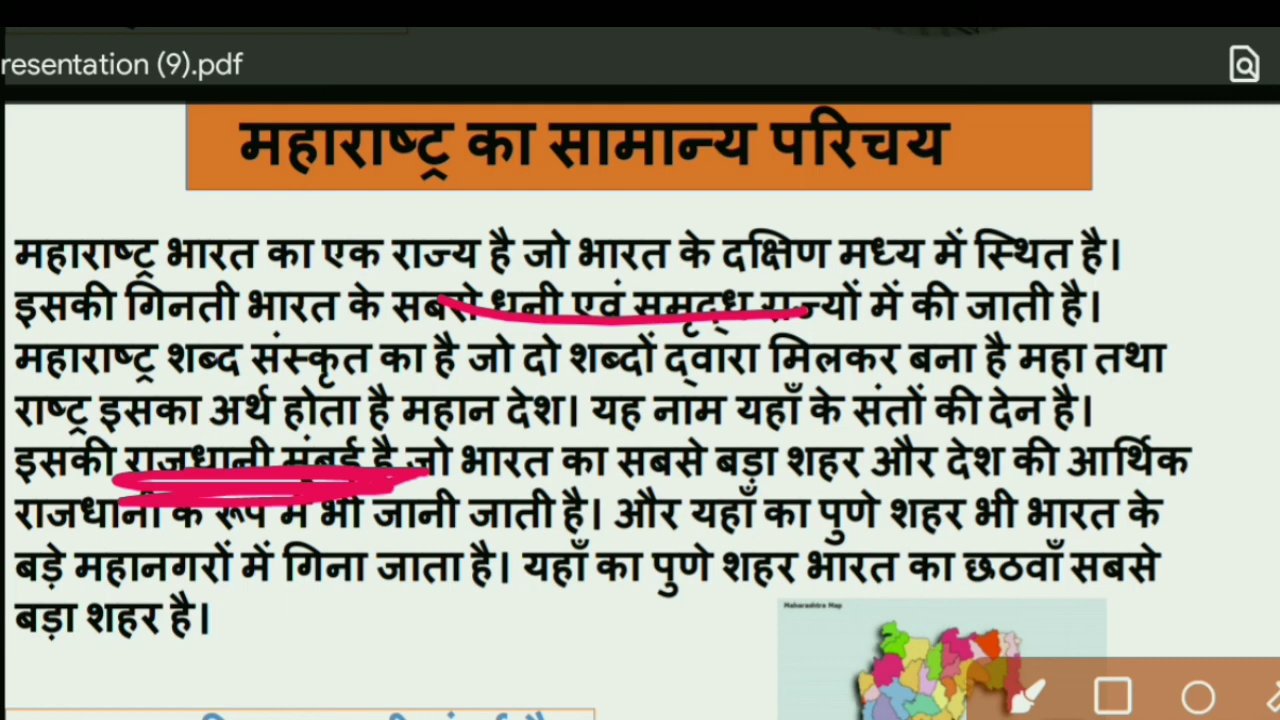 resentation (9).pdf
महाराष्ट्र का सामान्य परिचय
महाराष्ट्र भारत का एक राज्य है जो भारत के दक्षिण मध्य में स्थित है।
इसकी गिनती भारत के सबसे धनी एवं समृद्ध राज्यों में की जाती है।
महाराष्ट्र शब्द संस्कृत का है जो दो शब्दों द्वारा मिलकर बना है महा तथा
राष्ट्र इसका अर्थ होता है महान देश। यह नाम यहाँ के संतों की देन है।
इसकी राजधानी मुंबई है जो भारत का सबसे बड़ा शहर और देश की आर्थिक
राजधानी के रूप में भी जानी जाती है। और यहाँ का पुणे शहर भी भारत के
बड़े महानगरों में गिना जाता है। यहाँ का पुणे शहर भारत का छठवाँ सबसे
बड़ा शहर है।
Maharashtra Map